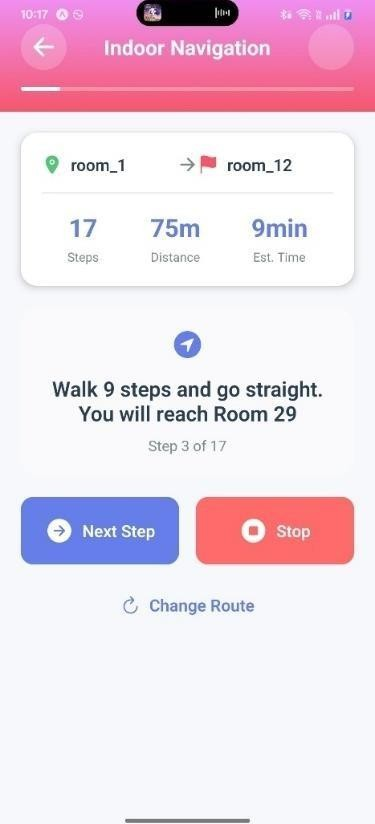 10:17
Indoor Navigation
room_1
room_12
17 75m 9min
Steps Distance Est. Time
Walk 9 steps and go straight.
You will reach Room 29
Step 3 of 17
Next Step Stop
Change Route